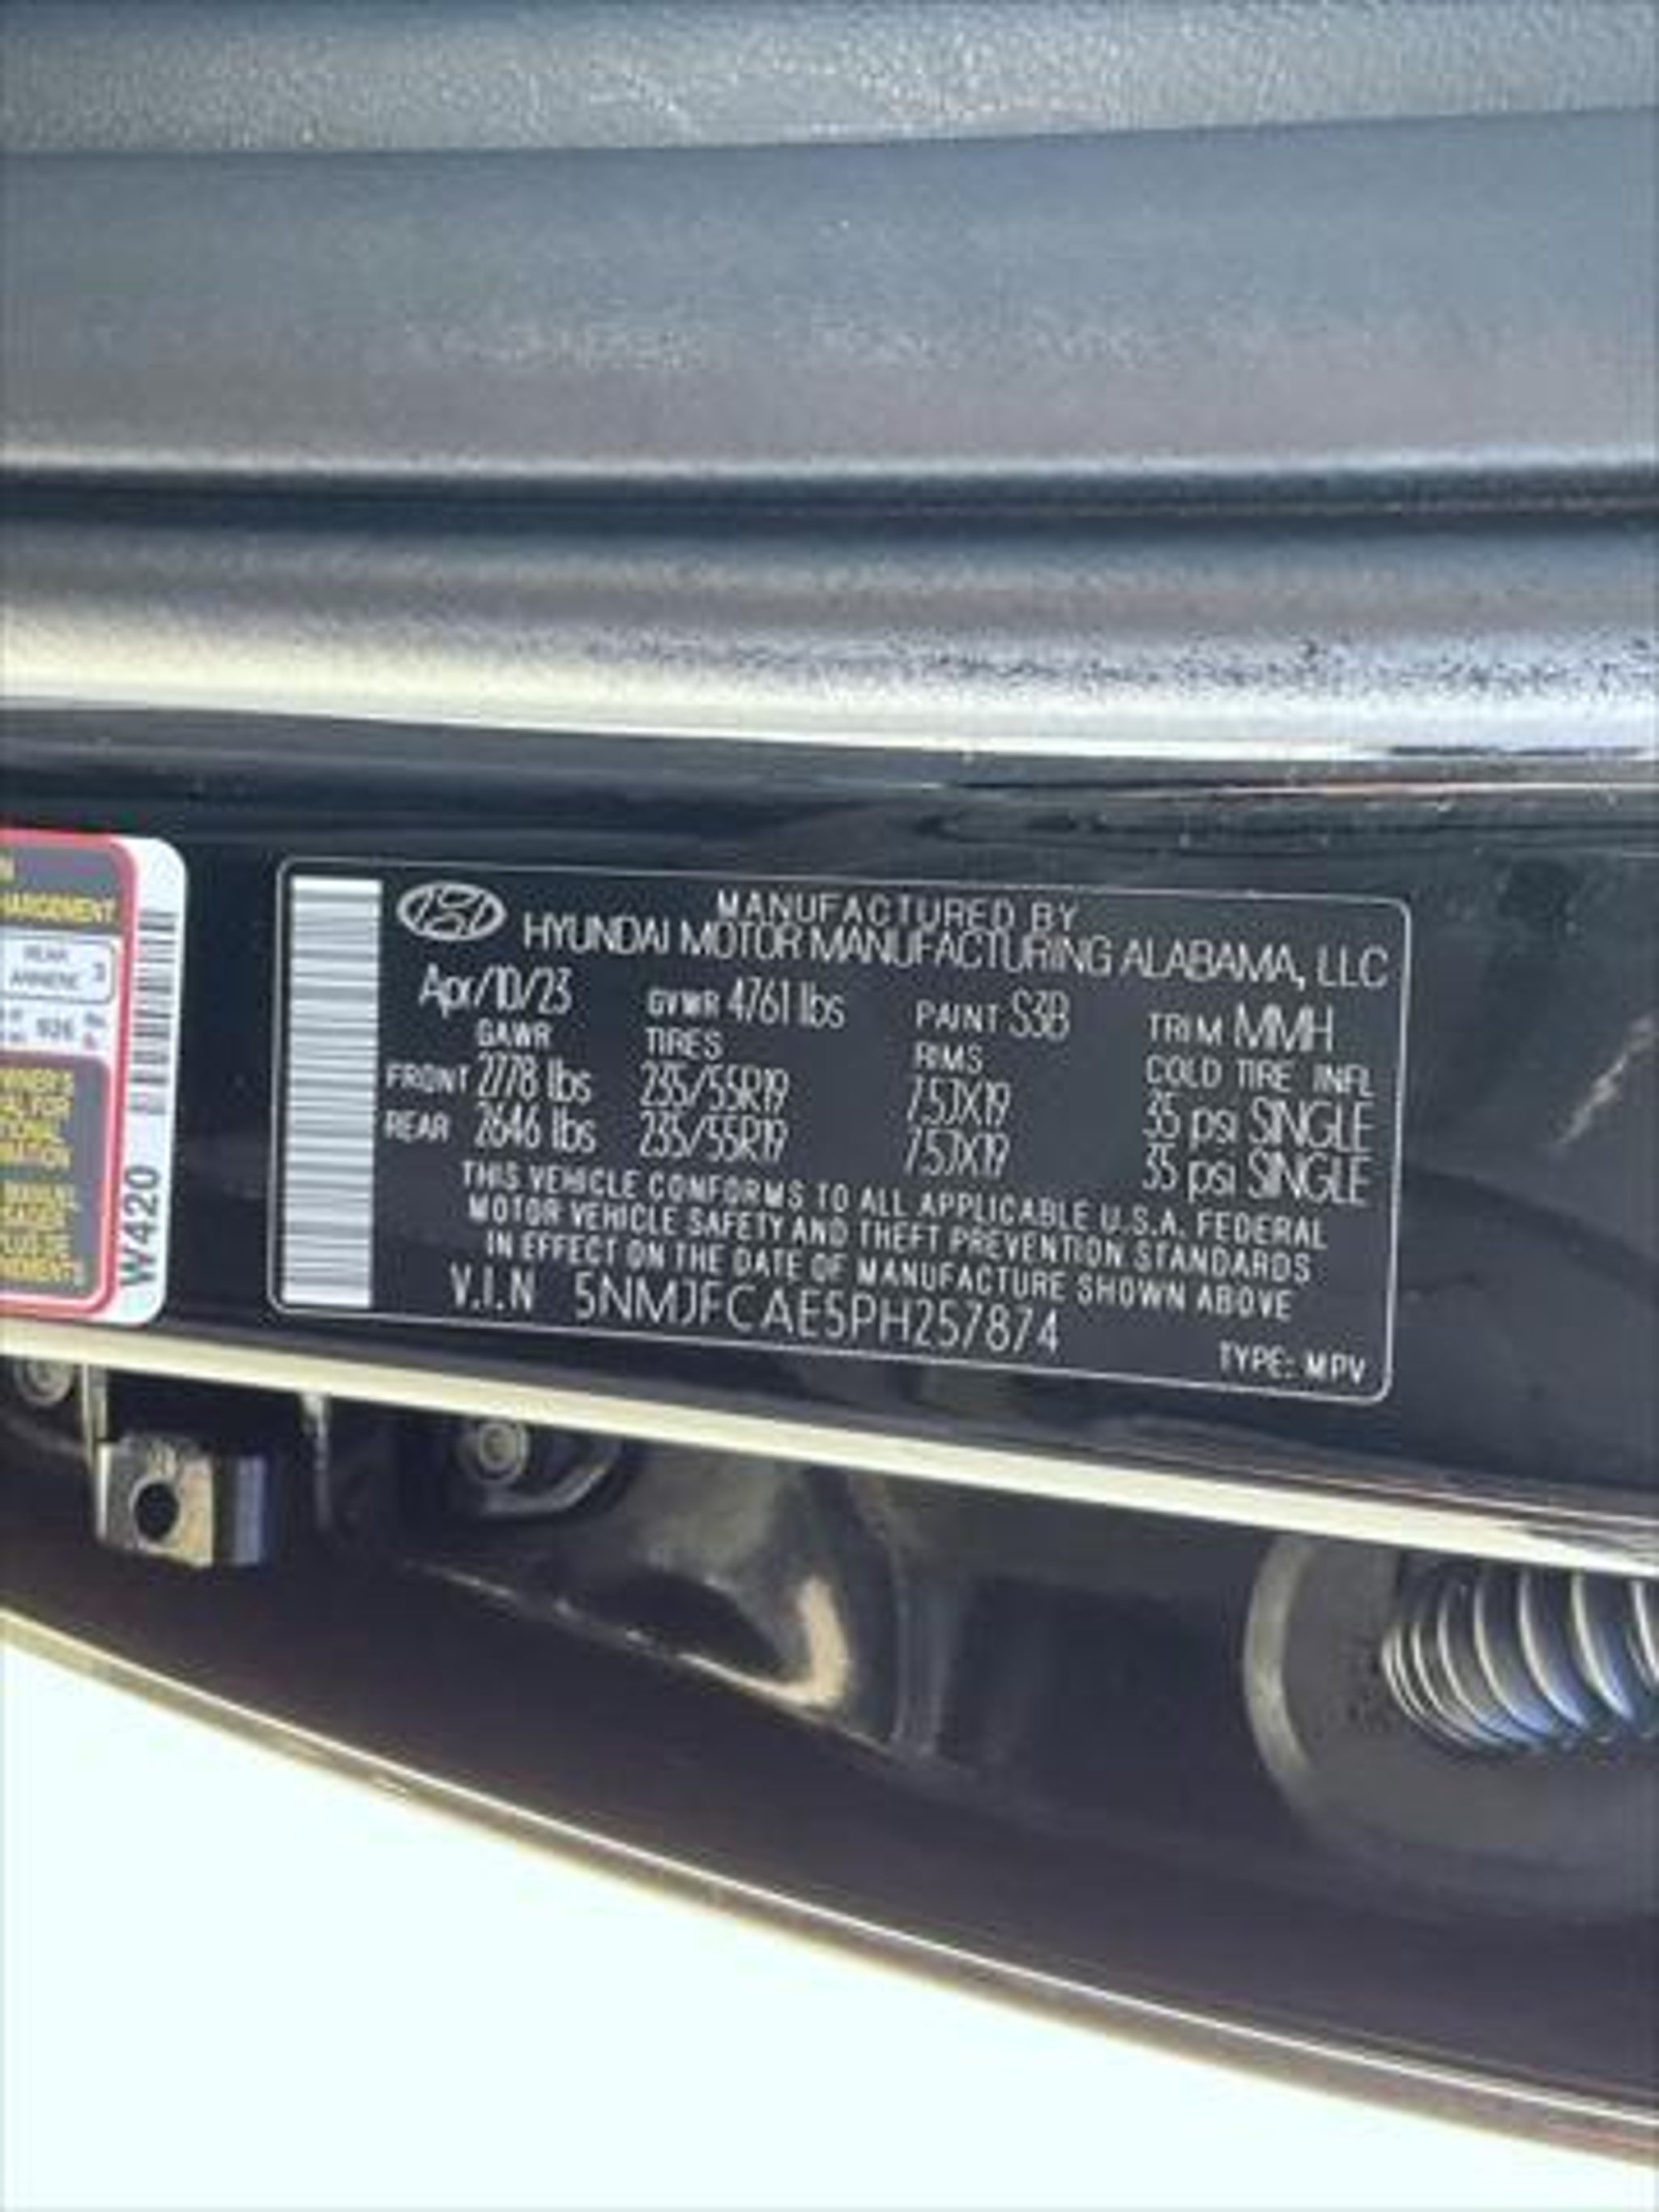 HARGEMENT
REAR
926
W420
MANUFACTURED BY
HYUNDAI MOTOR MANUFACTURING ALABAMA, LLC
Apr/10/23 GVWR 4761 lbs PAINT S3B TRIM MMH
GAWR TIRES RIMS COLD TIRE INFL
FRONT 2778 lbs 235/55R19 7.5JX19 35 psi SINGLE
REAR 2646 lbs 235/55R19 7.5JX19 35 psi SINGLE
THIS VEHICLE CONFORMS TO ALL APPLICABLE U.S.A. FEDERAL
MOTOR VEHICLE SAFETY AND THEFT PREVENTION STANDARDS
IN EFFECT ON THE DATE OF MANUFACTURE SHOWN ABOVE
V.I.N 5NMJFCAE5PH257874
TYPE: MPV